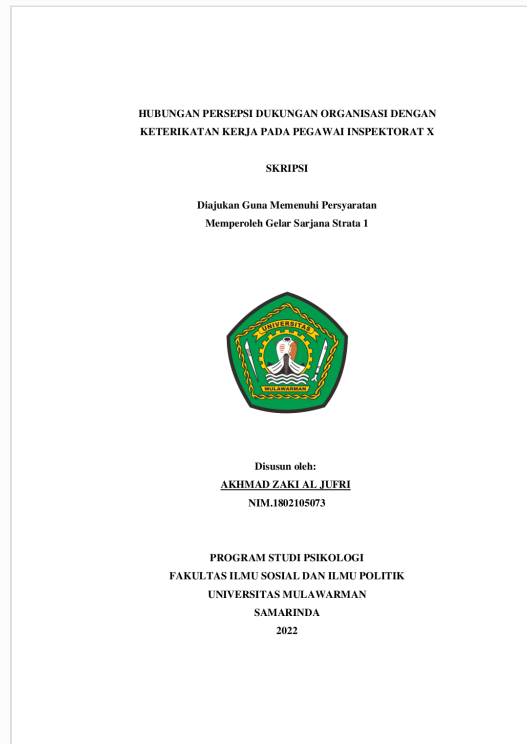 HUBUNGAN PERSEPSI DUKUNGAN ORGANISASI DENGAN
KETERIKATAN KERJA PADA PEGAWAI INSPEKTORAT X
SKRIPSI
Diajukan Guna Memenuhi Persyaratan
Memperoleh Gelar Sarjana Strata 1
UNIVERSITAS
MULAWARMAN
Disusun oleh:
AKHMAD ZAKI AL JUFRI
NIM.1802105073
PROGRAM STUDI PSIKOLOGI
FAKULTAS ILMU SOSIAL DAN ILMU POLITIK
UNIVERSITAS MULAWARMAN
SAMARINDA
2022